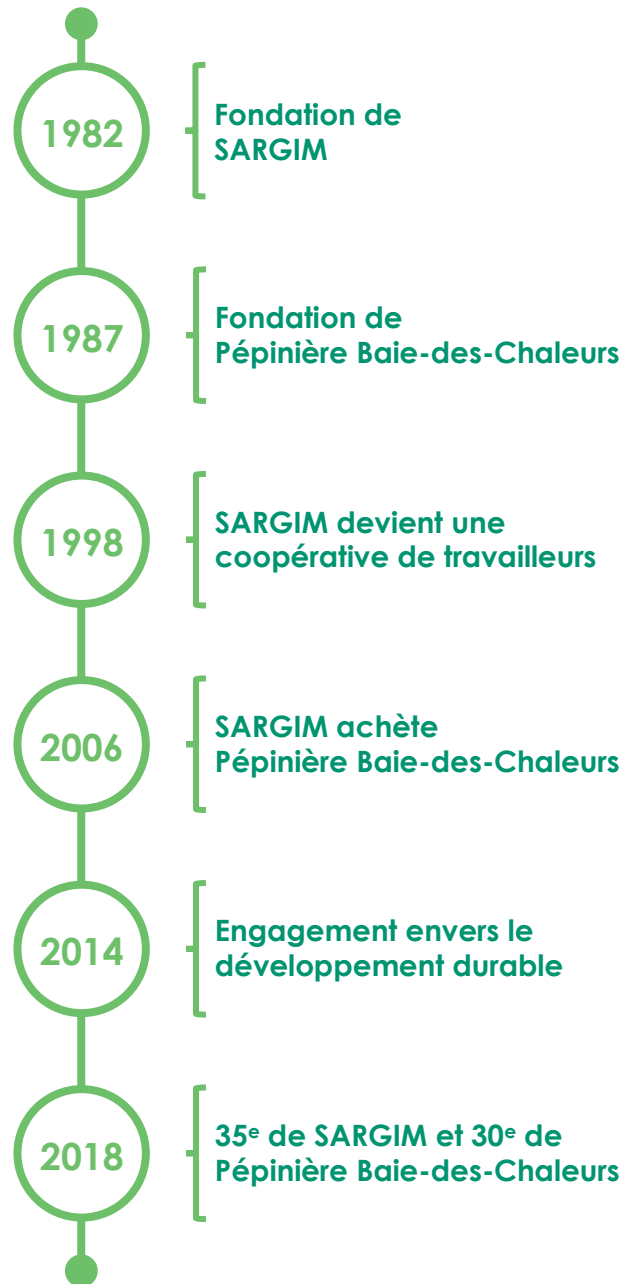 1982
Fondation de
SARGIM
1987
Fondation de
Pépinière Baie-des-Chaleurs
1998
SARGIM devient une
coopérative de travailleurs
2006
SARGIM achète
Pépinière Baie-des-Chaleurs
2014
Engagement envers le
développement durable
2018
35e de SARGIM et 30e de
Pépinière Baie-des-Chaleurs